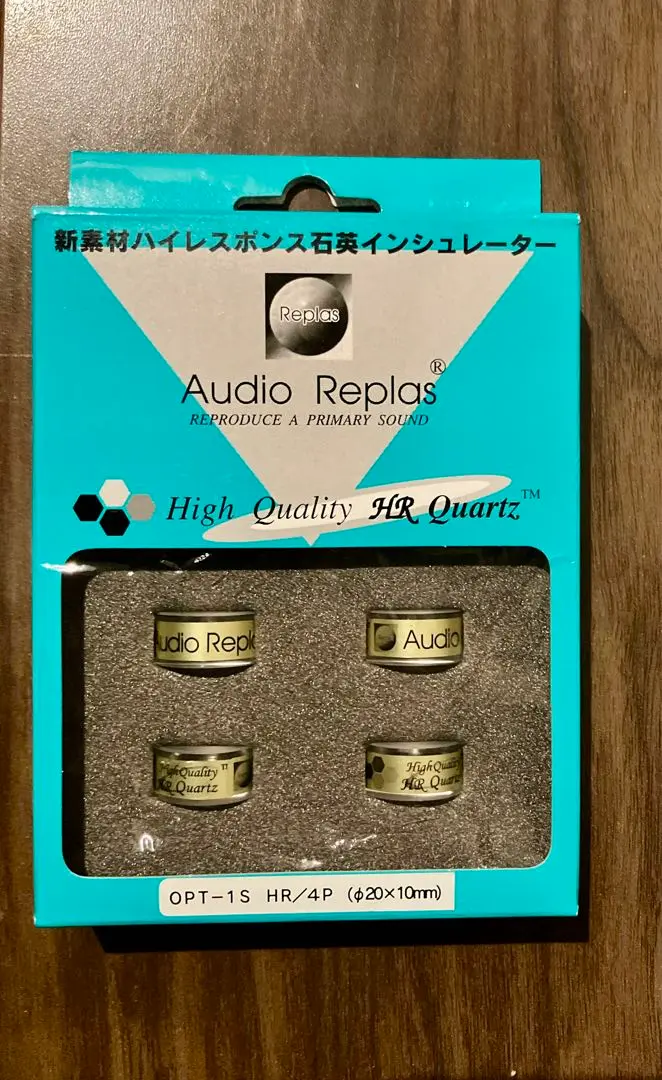 新素材ハイレスポンス石英インシュレーター
Replas
Audio Replas®
REPRODUCE A PRIMARY SOUND
High Quality HR Quartz™
udio Repl
Audio
High Quality
HR Quartz
High Quality
HR Quartz
OPT-1S HR/4P (φ20×10mm)